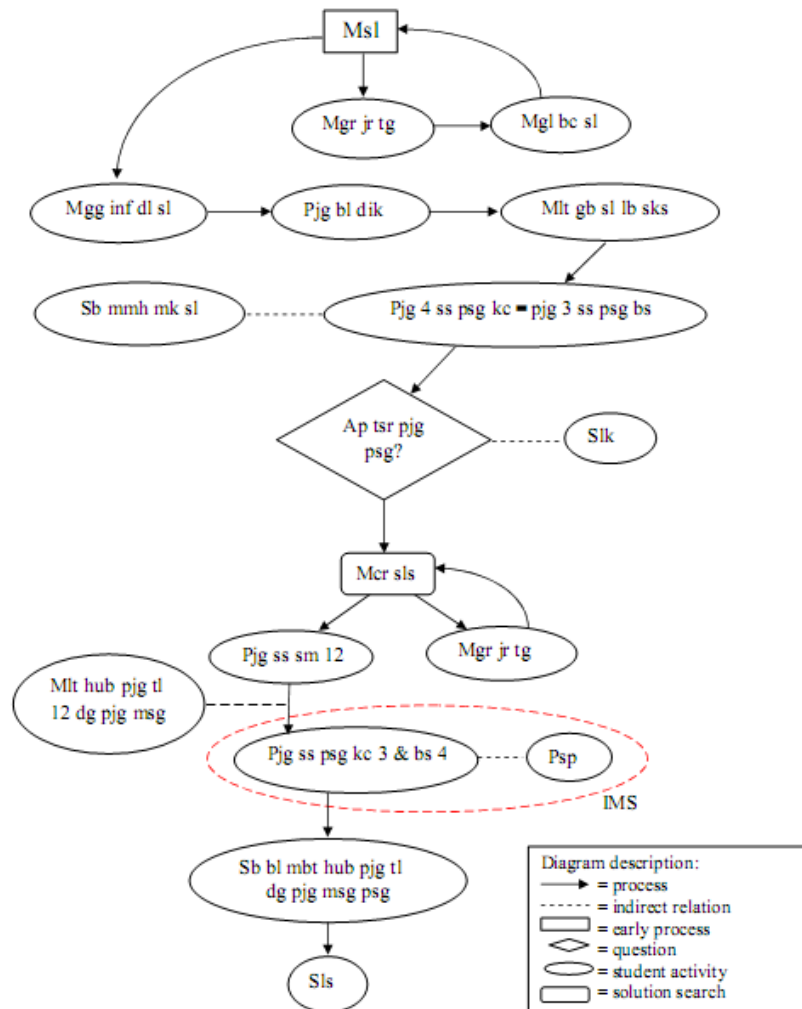 Msl
Mgr jr tg
Mgl bc sl
Mgg inf dl sl
Pjg bl dik
Mlt gb sl lb sks
Sb mmh mk sl
Pjg 4 ss psg kc = pjg 3 ss psg bs
Ap tsr pjg
psg?
Slk
Mcr sls
Pjg ss sm 12
Mgr jr tg
Mlt hub pjg tl
12 dg pjg msg
Pjg ss psg kc 3 & bs 4
Psp
IMS
Sb bl mbt hub pjg tl
dg pjg msg psg
Sls
Diagram description:
= process
= indirect relation
= early process
= question
= student activity
= solution search